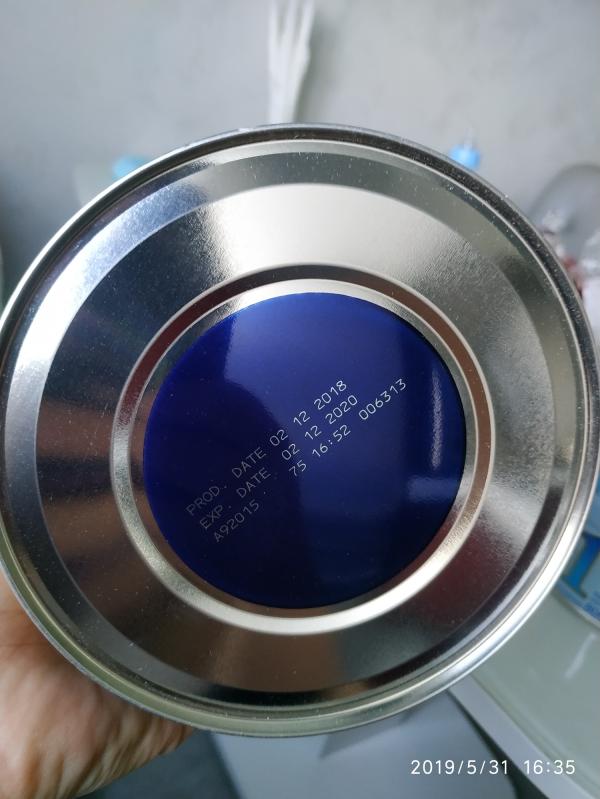 PROD. DATE 02 12 2018
EXP. DATE 02 12 2020
A92015 75 16:52 006313
2019/5/31 16:35